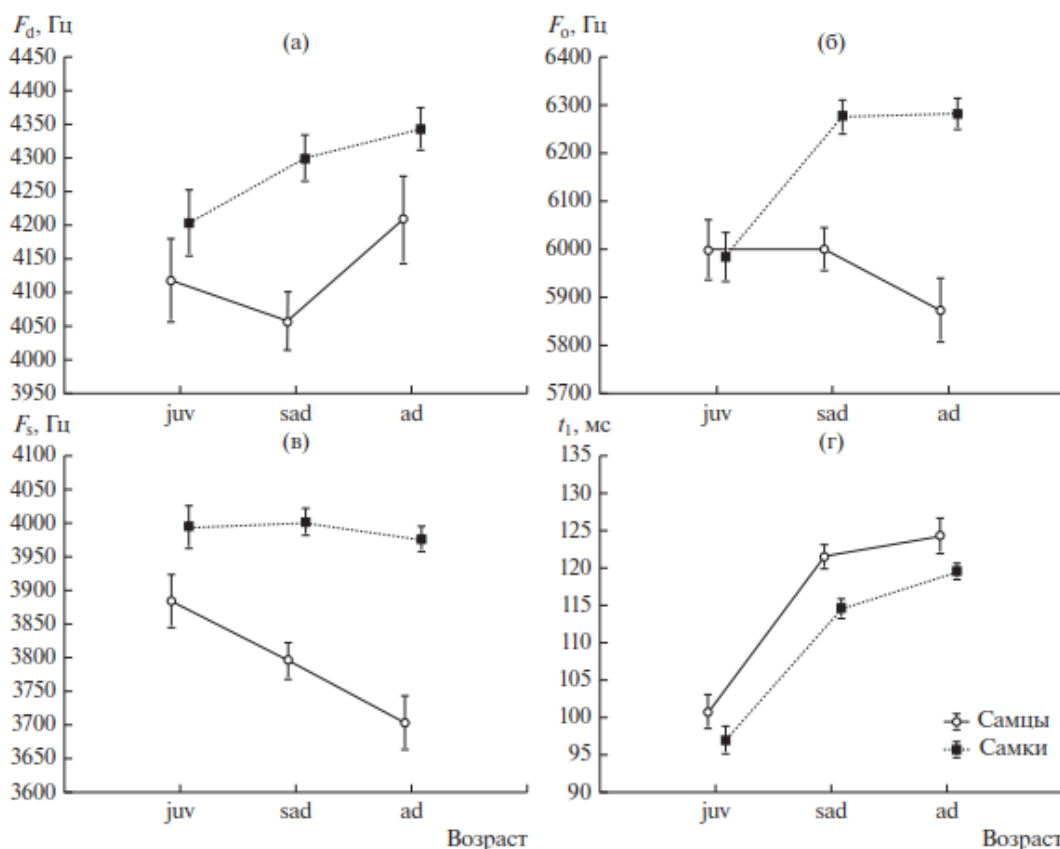 F_d, Гц
(а)
4450
4400
4350
4300
4250
4200
4150
4100
4050
4000
3950
juv sad ad
F_o, Гц
(б)
6400
6300
6200
6100
6000
5900
5800
5700
juv sad ad
F_s, Гц
(в)
4100
4050
4000
3950
3900
3850
3800
3750
3700
3650
3600
juv sad ad
Возраст
t_1, мс
(г)
135
130
125
120
115
110
105
100
95
90
Самцы
Самки
juv sad ad
Возраст